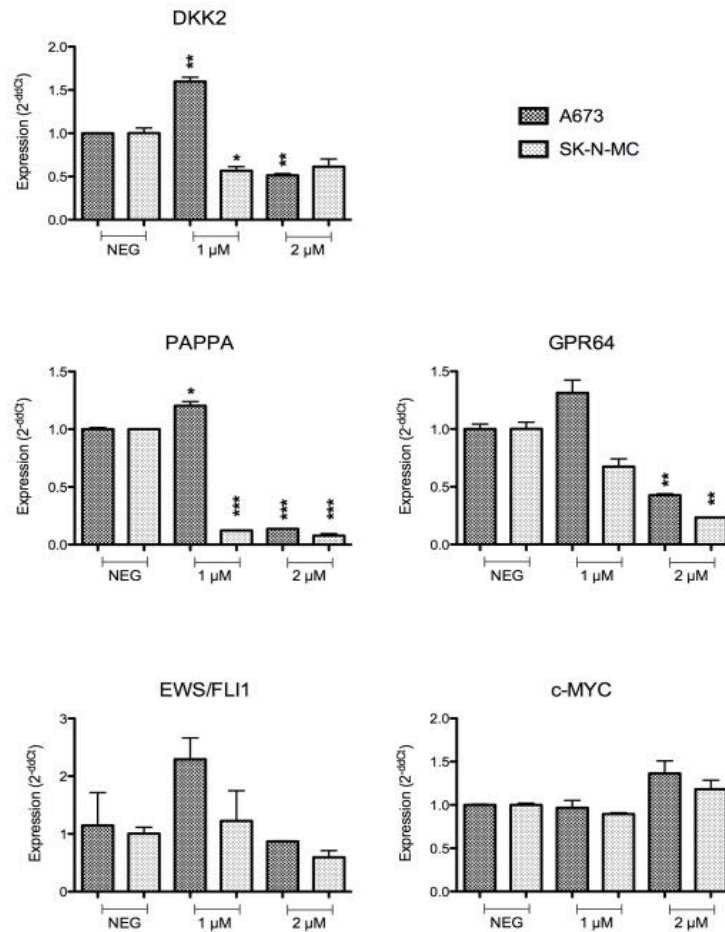 DKK2
Expression (2-ddCt)
2.0
1.5
1.0
0.5
0.0
**
*
**
NEG
1 µM
2 µM
A673
SK-N-MC
PAPPA
Expression (2-ddCt)
1.5
1.0
0.5
0.0
*
***
***
***
NEG
1 µM
2 µM
GPR64
Expression (2-ddCt)
1.5
1.0
0.5
0.0
**
**
NEG
1 µM
2 µM
EWS/FLI1
Expression (2-ddCt)
3
2
1
0
NEG
1 µM
2 µM
c-MYC
Expression (2-ddCt)
2.0
1.5
1.0
0.5
0.0
NEG
1 µM
2 µM